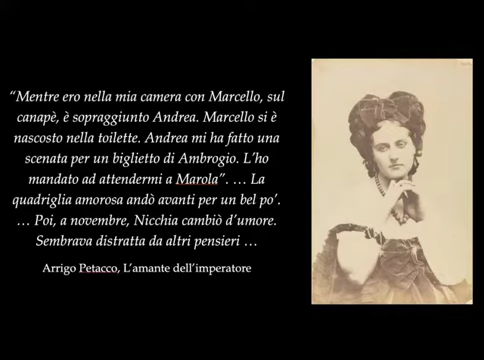 “Mentre ero nella mia camera con Marcello, sul
canapè, è sopraggiunto Andrea. Marcello si è
nascosto nella toilette. Andrea mi ha fatto una
scenata per un biglietto di Ambrogio. L’ho
mandato ad attendermi a Marola”. … La
quadriglia amorosa andò avanti per un bel po’.
… Poi, a novembre, Nicchia cambiò d’umore.
Sembrava distratta da altri pensieri …
Arrigo Petacco, L’amante dell’imperatore